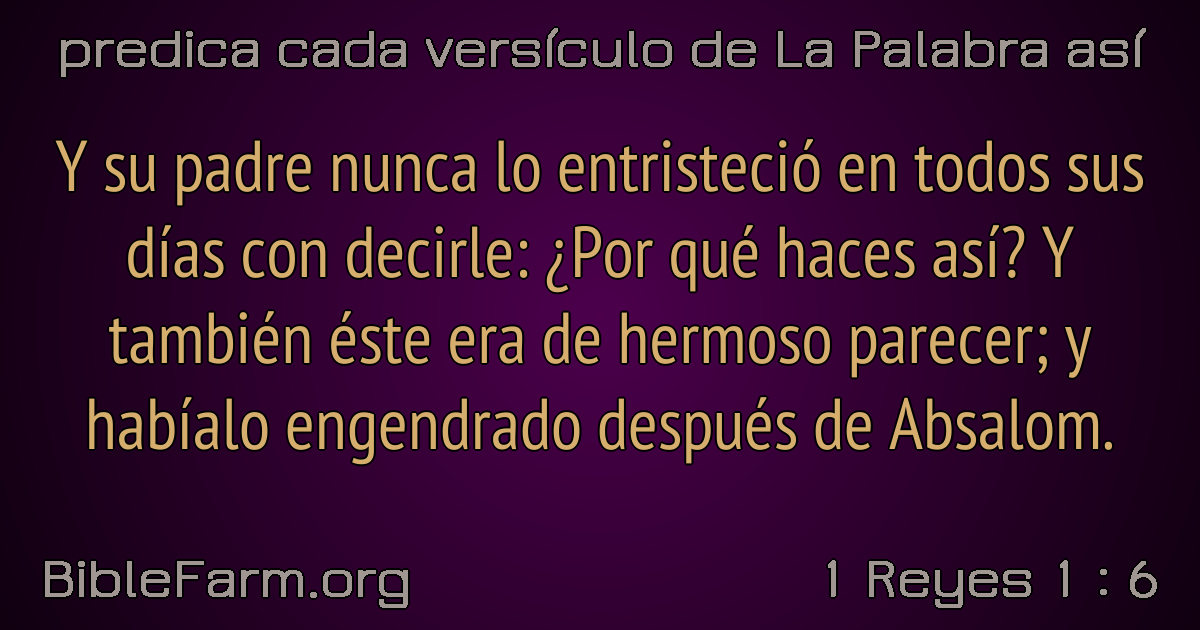 predica cada versículo de La Palabra así
Y su padre nunca lo entristeció en todos sus
días con decirle: ¿Por qué haces así? Y
también éste era de hermoso parecer; y
habíalo engendrado después de Absalom.
BibleFarm.org
1 Reyes 1 : 6